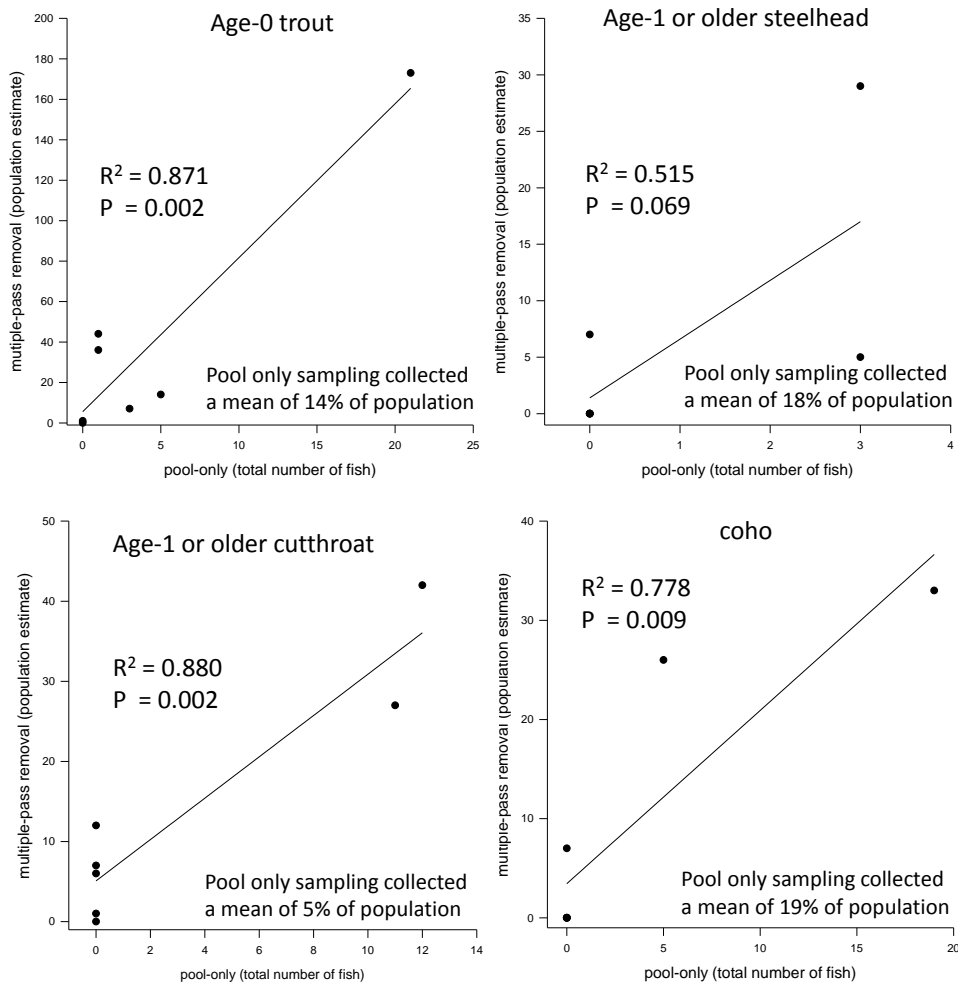 Age-0 trout
200
180
160
140
120
100
80
60
40
20
0
mutiple-pass removal (population estimate)
R² = 0.871
P = 0.002
Pool only sampling collected
a mean of 14% of population
0 5 10 15 20 25
pool-only (total number of fish)
Age-1 or older steelhead
35
30
25
20
15
10
5
0
multiple-pass removal (population estimate)
R² = 0.515
P = 0.069
Pool only sampling collected
a mean of 18% of population
0 1 2 3 4
pool-only (total number of fish)
Age-1 or older cutthroat
50
40
30
20
10
0
multiple-pass removal (population estimate)
R² = 0.880
P = 0.002
Pool only sampling collected
a mean of 5% of population
0 2 4 6 8 10 12 14
pool-only (total number of fish)
coho
40
30
20
10
0
multiple-pass removal (population estimate)
R² = 0.778
P = 0.009
Pool only sampling collected
a mean of 19% of population
0 5 10 15 20
pool-only (total number of fish)